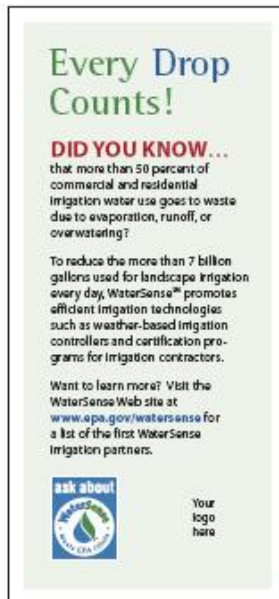 Every Drop
Counts!
DID YOU KNOW...
that more than 50 percent of
commercial and residential
irrigation water use goes to waste
due to evaporation, runoff, or
overwatering?
To reduce the more than 7 billion
gallons used for landscape irrigation
every day, WaterSense℠ promotes
efficient irrigation technologies
such as weather-based irrigation
controllers and certification pro-
grams for irrigation contractors.
Want to learn more? Visit the
WaterSense Web site at
www.epa.gov/watersense for
a list of the first WaterSense
irrigation partners.
ask about
WaterSense
Your
logo
here